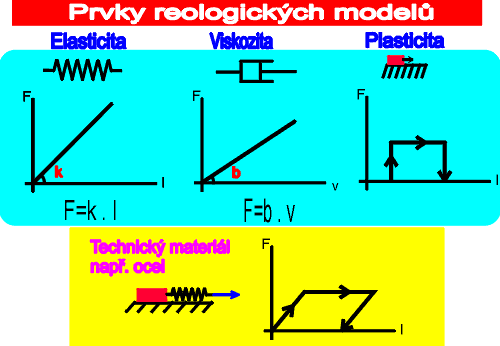 Prvky reologických modelů
Elasticita Viskozita Plasticita
F F F
k b
l v l
F=k . l F=b . v
Technický materiál
např. ocel
F
l